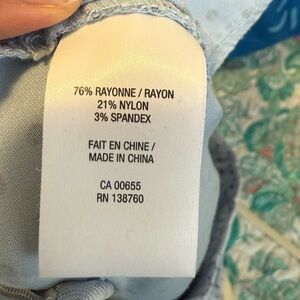 76% RAYONNE / RAYON
21% NYLON
3% SPANDEX
FAIT EN CHINE /
MADE IN CHINA
CA 00655
RN 138760